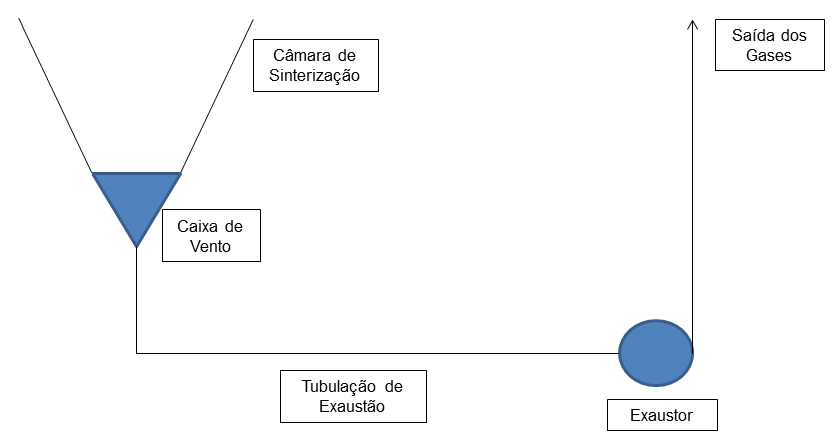 Câmara de
Sinterização
Saída dos
Gases
Caixa de
Vento
Tubulação de
Exaustão
Exaustor